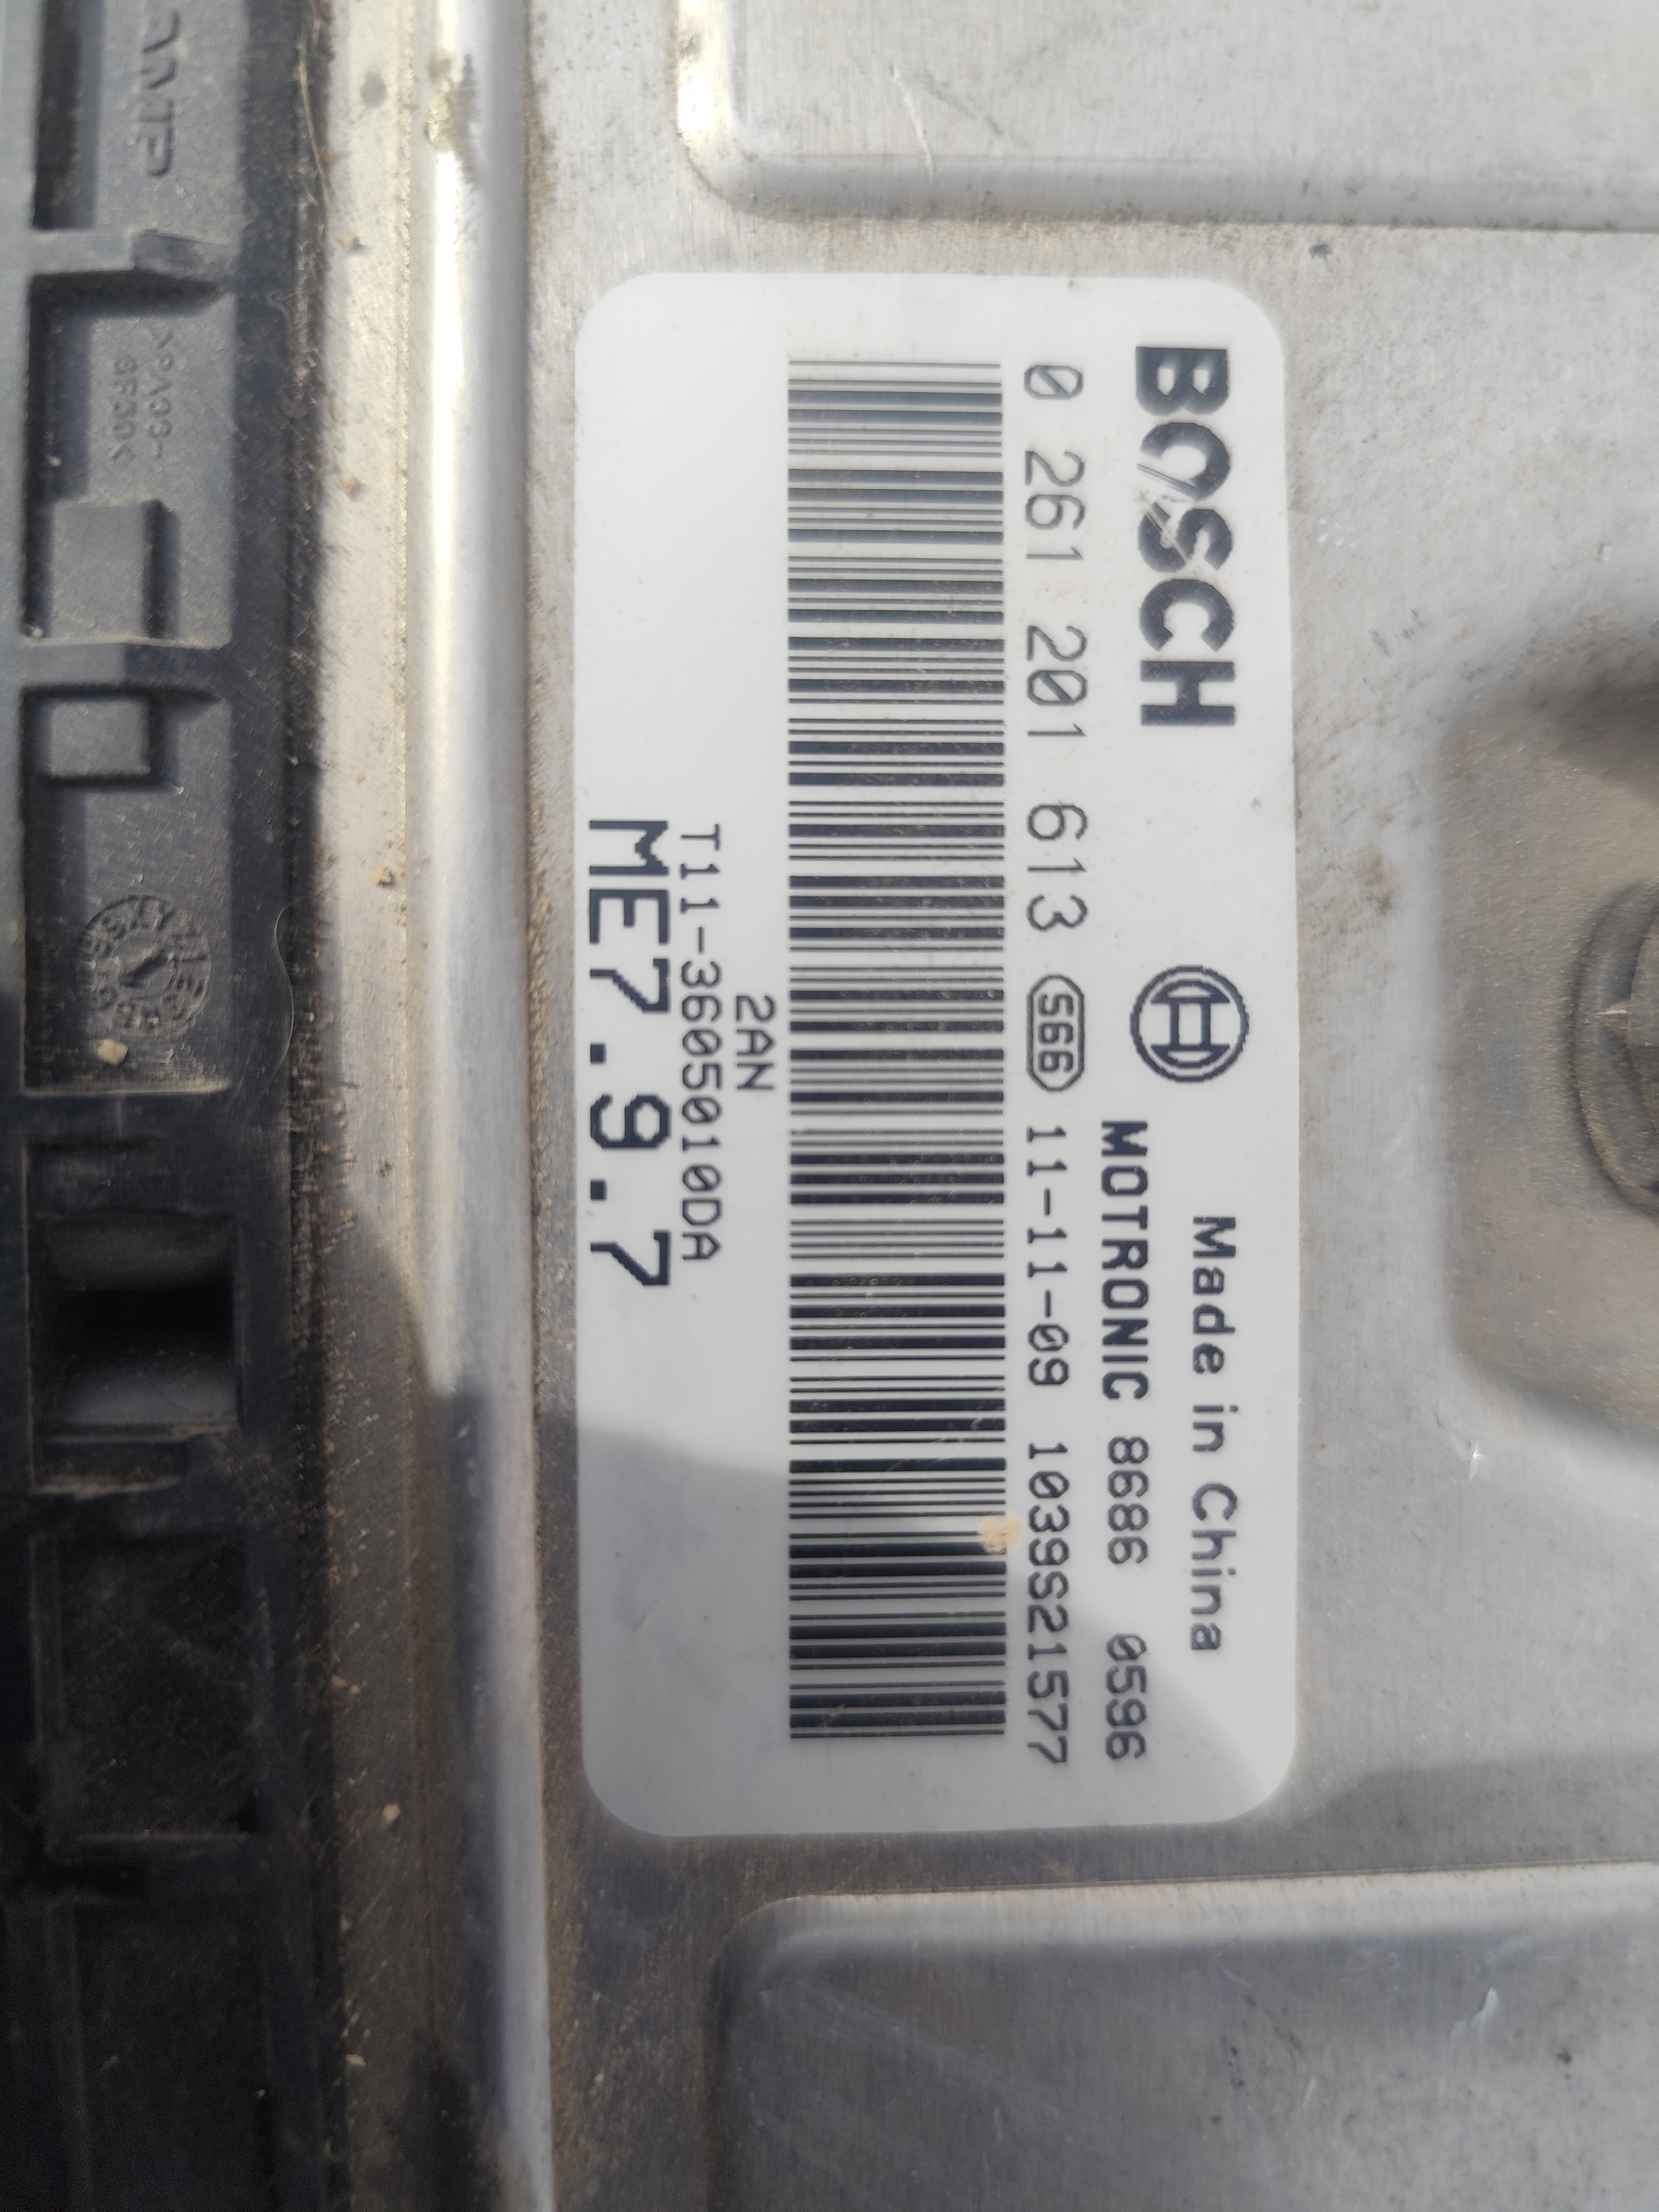 BOSCH
Made in China
MOTRONIC 8686 0596
0 261 201 613 566 11-11-09 1039S21577
2AN
T11-3605010DA
ME7.9.7
AMP